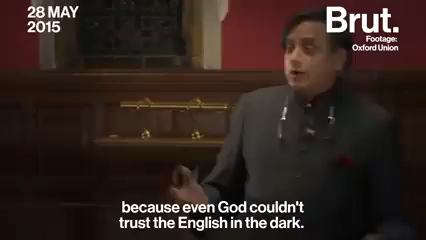 28 MAY
2015
Brut.
Footage:
Oxford Union
because even God couldn't
trust the English in the dark.